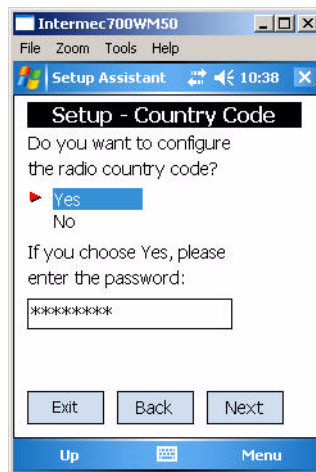 Intermec700WM50
File Zoom Tools Help
Setup Assistant 10:38
Setup - Country Code
Do you want to configure
the radio country code?
Yes
No
If you choose Yes, please
enter the password:
********
Exit Back Next
Up Menu